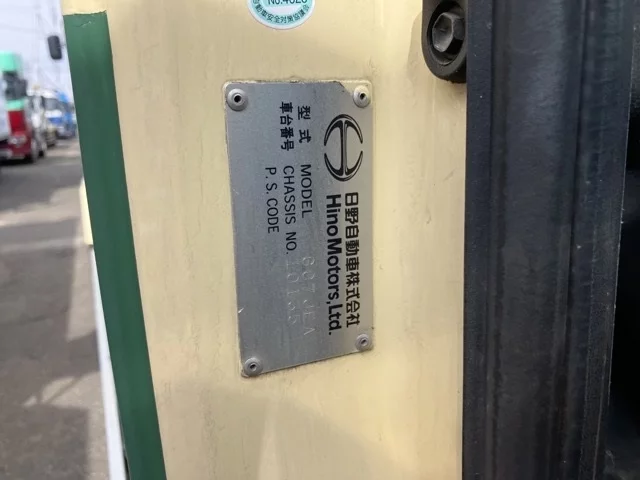 日野自動車株式会社
HinoMotors,Ltd.
型式 MODEL
車台番号 CHASSIS NO. 10135
P.S.CODE